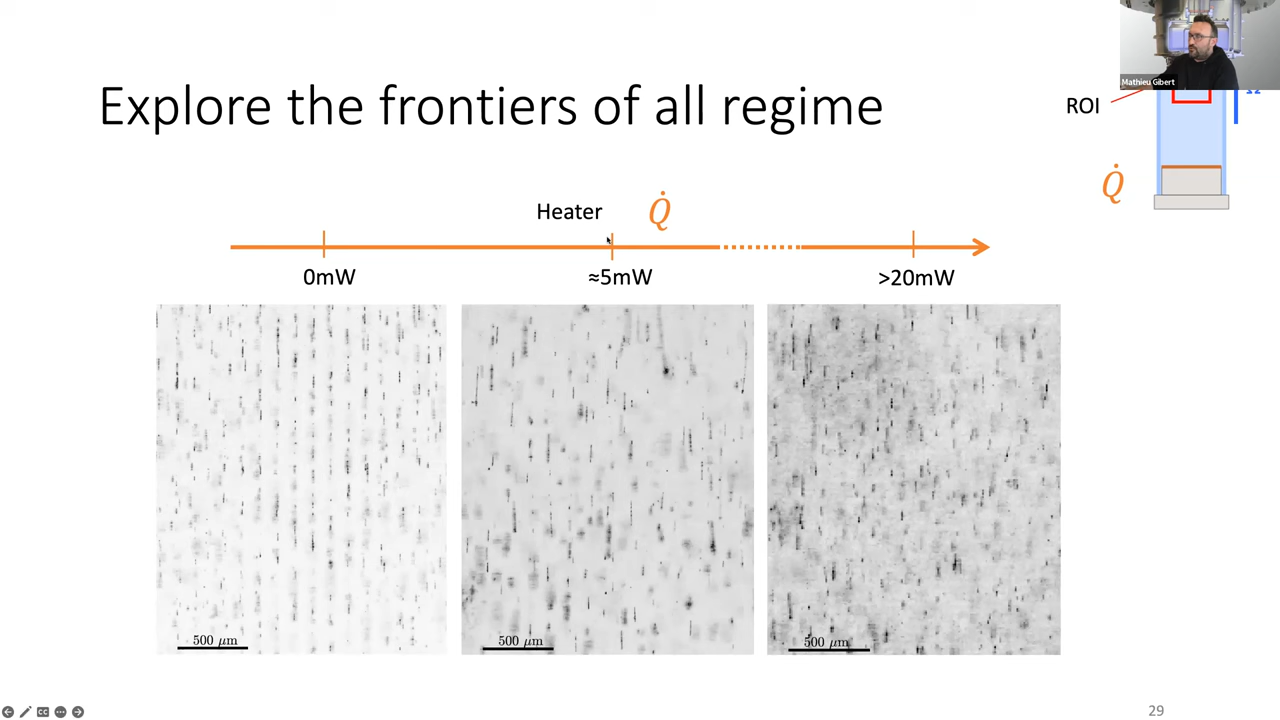 Mathieu Gibert
Explore the frontiers of all regime
ROI
Heater Q̇
Q̇
0mW ≈5mW >20mW
500 μm 500 μm 500 μm
CC
29